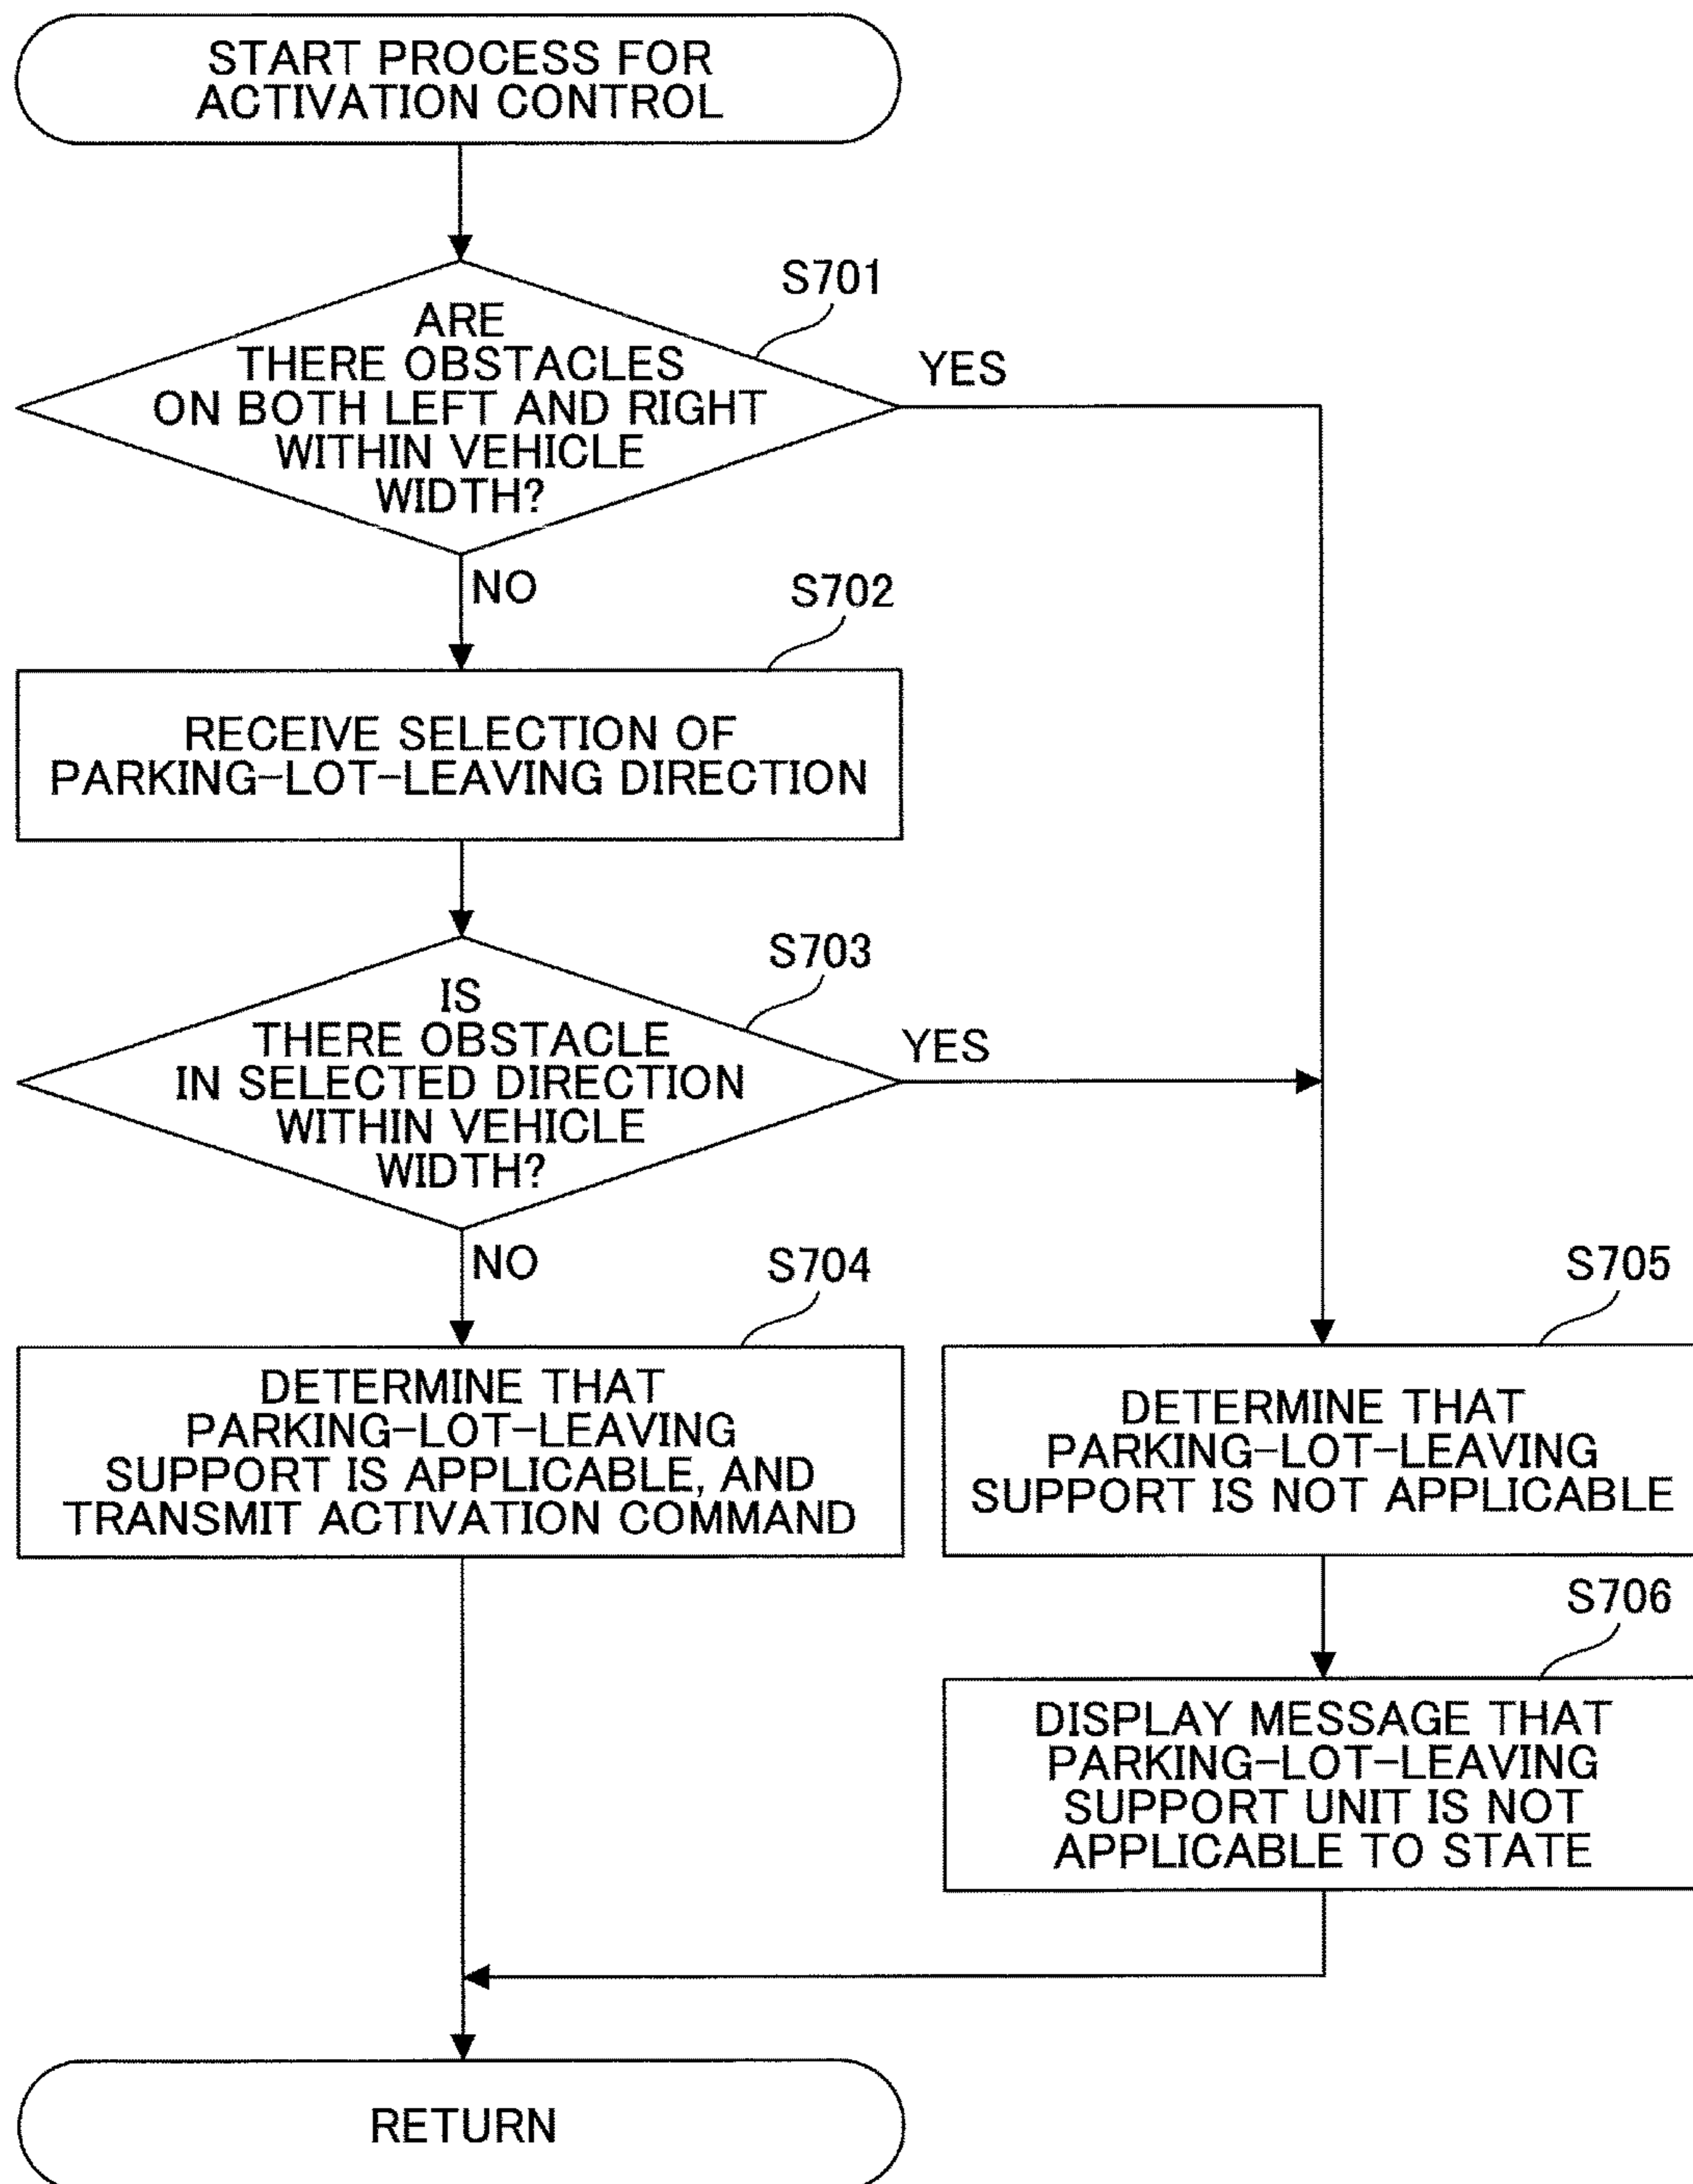 START PROCESS FOR
ACTIVATION CONTROL
S701
ARE
THERE OBSTACLES
ON BOTH LEFT AND RIGHT
WITHIN VEHICLE
WIDTH?
YES
NO
S702
RECEIVE SELECTION OF
PARKING-LOT-LEAVING DIRECTION
S703
IS
THERE OBSTACLE
IN SELECTED DIRECTION
WITHIN VEHICLE
WIDTH?
YES
NO
S704
DETERMINE THAT
PARKING-LOT-LEAVING
SUPPORT IS APPLICABLE, AND
TRANSMIT ACTIVATION COMMAND
S705
DETERMINE THAT
PARKING-LOT-LEAVING
SUPPORT IS NOT APPLICABLE
S706
DISPLAY MESSAGE THAT
PARKING-LOT-LEAVING
SUPPORT UNIT IS NOT
APPLICABLE TO STATE
RETURN